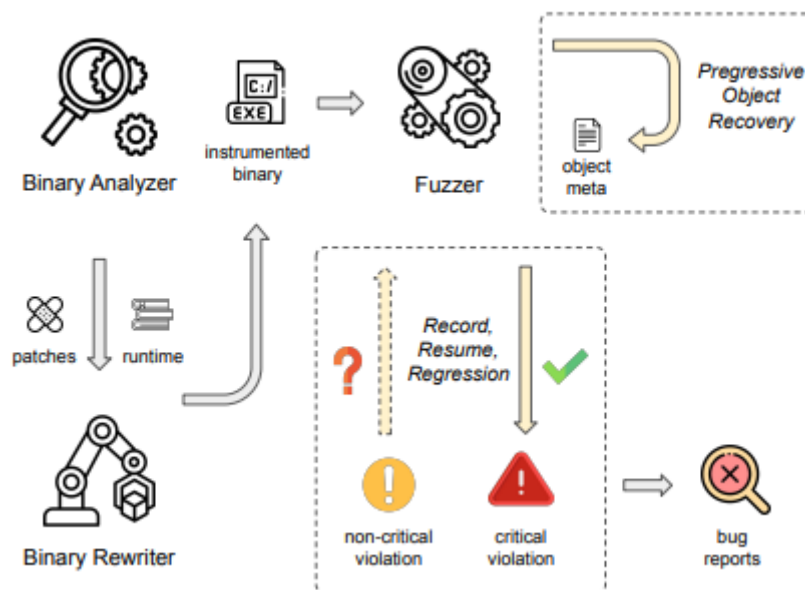 C:/
EXE
instrumented
binary
Binary Analyzer
Fuzzer
Pregressive
Object
Recovery
object
meta
patches
runtime
Record,
Resume,
Regression
?
!
!
non-critical
violation
critical
violation
bug
reports
Binary Rewriter